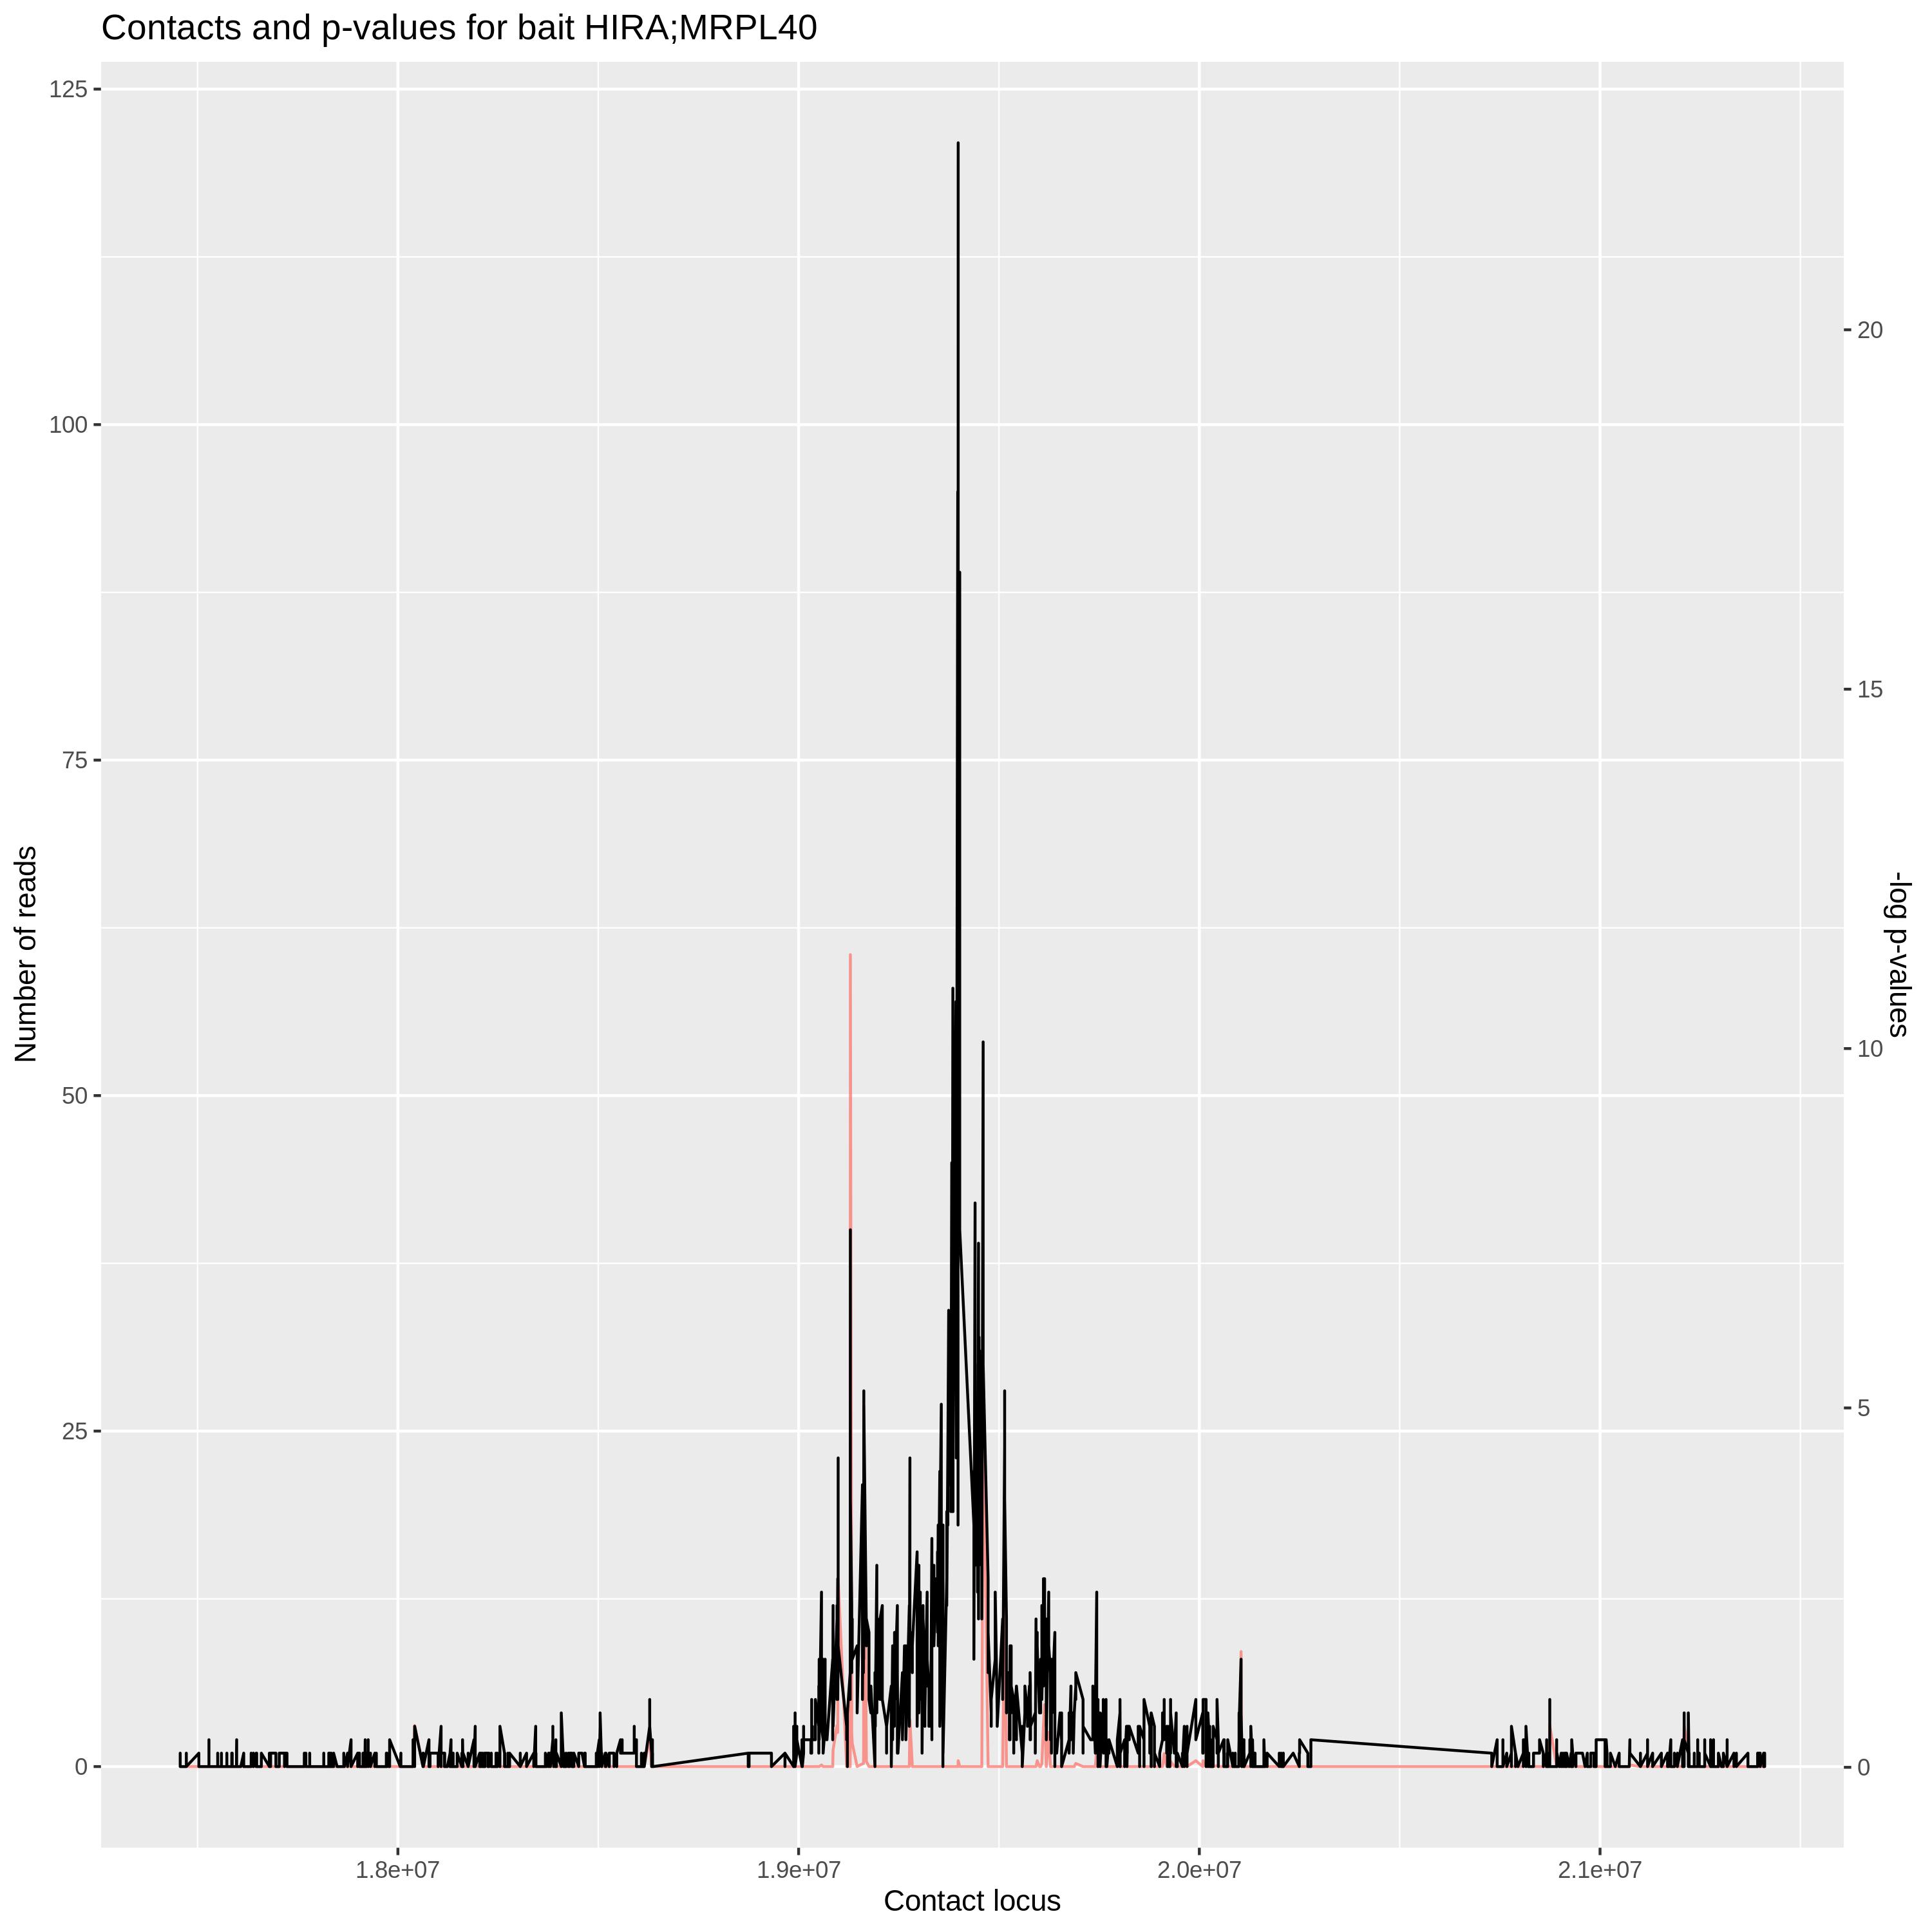 Contacts and p-values for bait HIRA;MRPL40
125
100
75
50
25
0
Number of reads
20
15
10
5
0
-log p-values
1.8e+07
1.9e+07
2.0e+07
2.1e+07
Contact locus